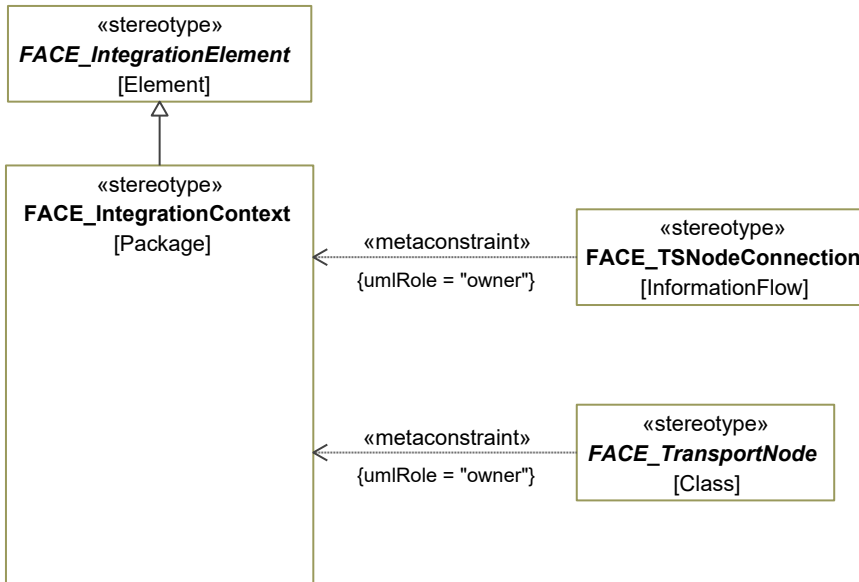 «stereotype»
FACE_IntegrationElement
[Element]
«stereotype»
FACE_IntegrationContext
[Package]
«metaconstraint»
{umlRole = "owner"}
«stereotype»
FACE_TSNodeConnection
[InformationFlow]
«metaconstraint»
{umlRole = "owner"}
«stereotype»
FACE_TransportNode
[Class]